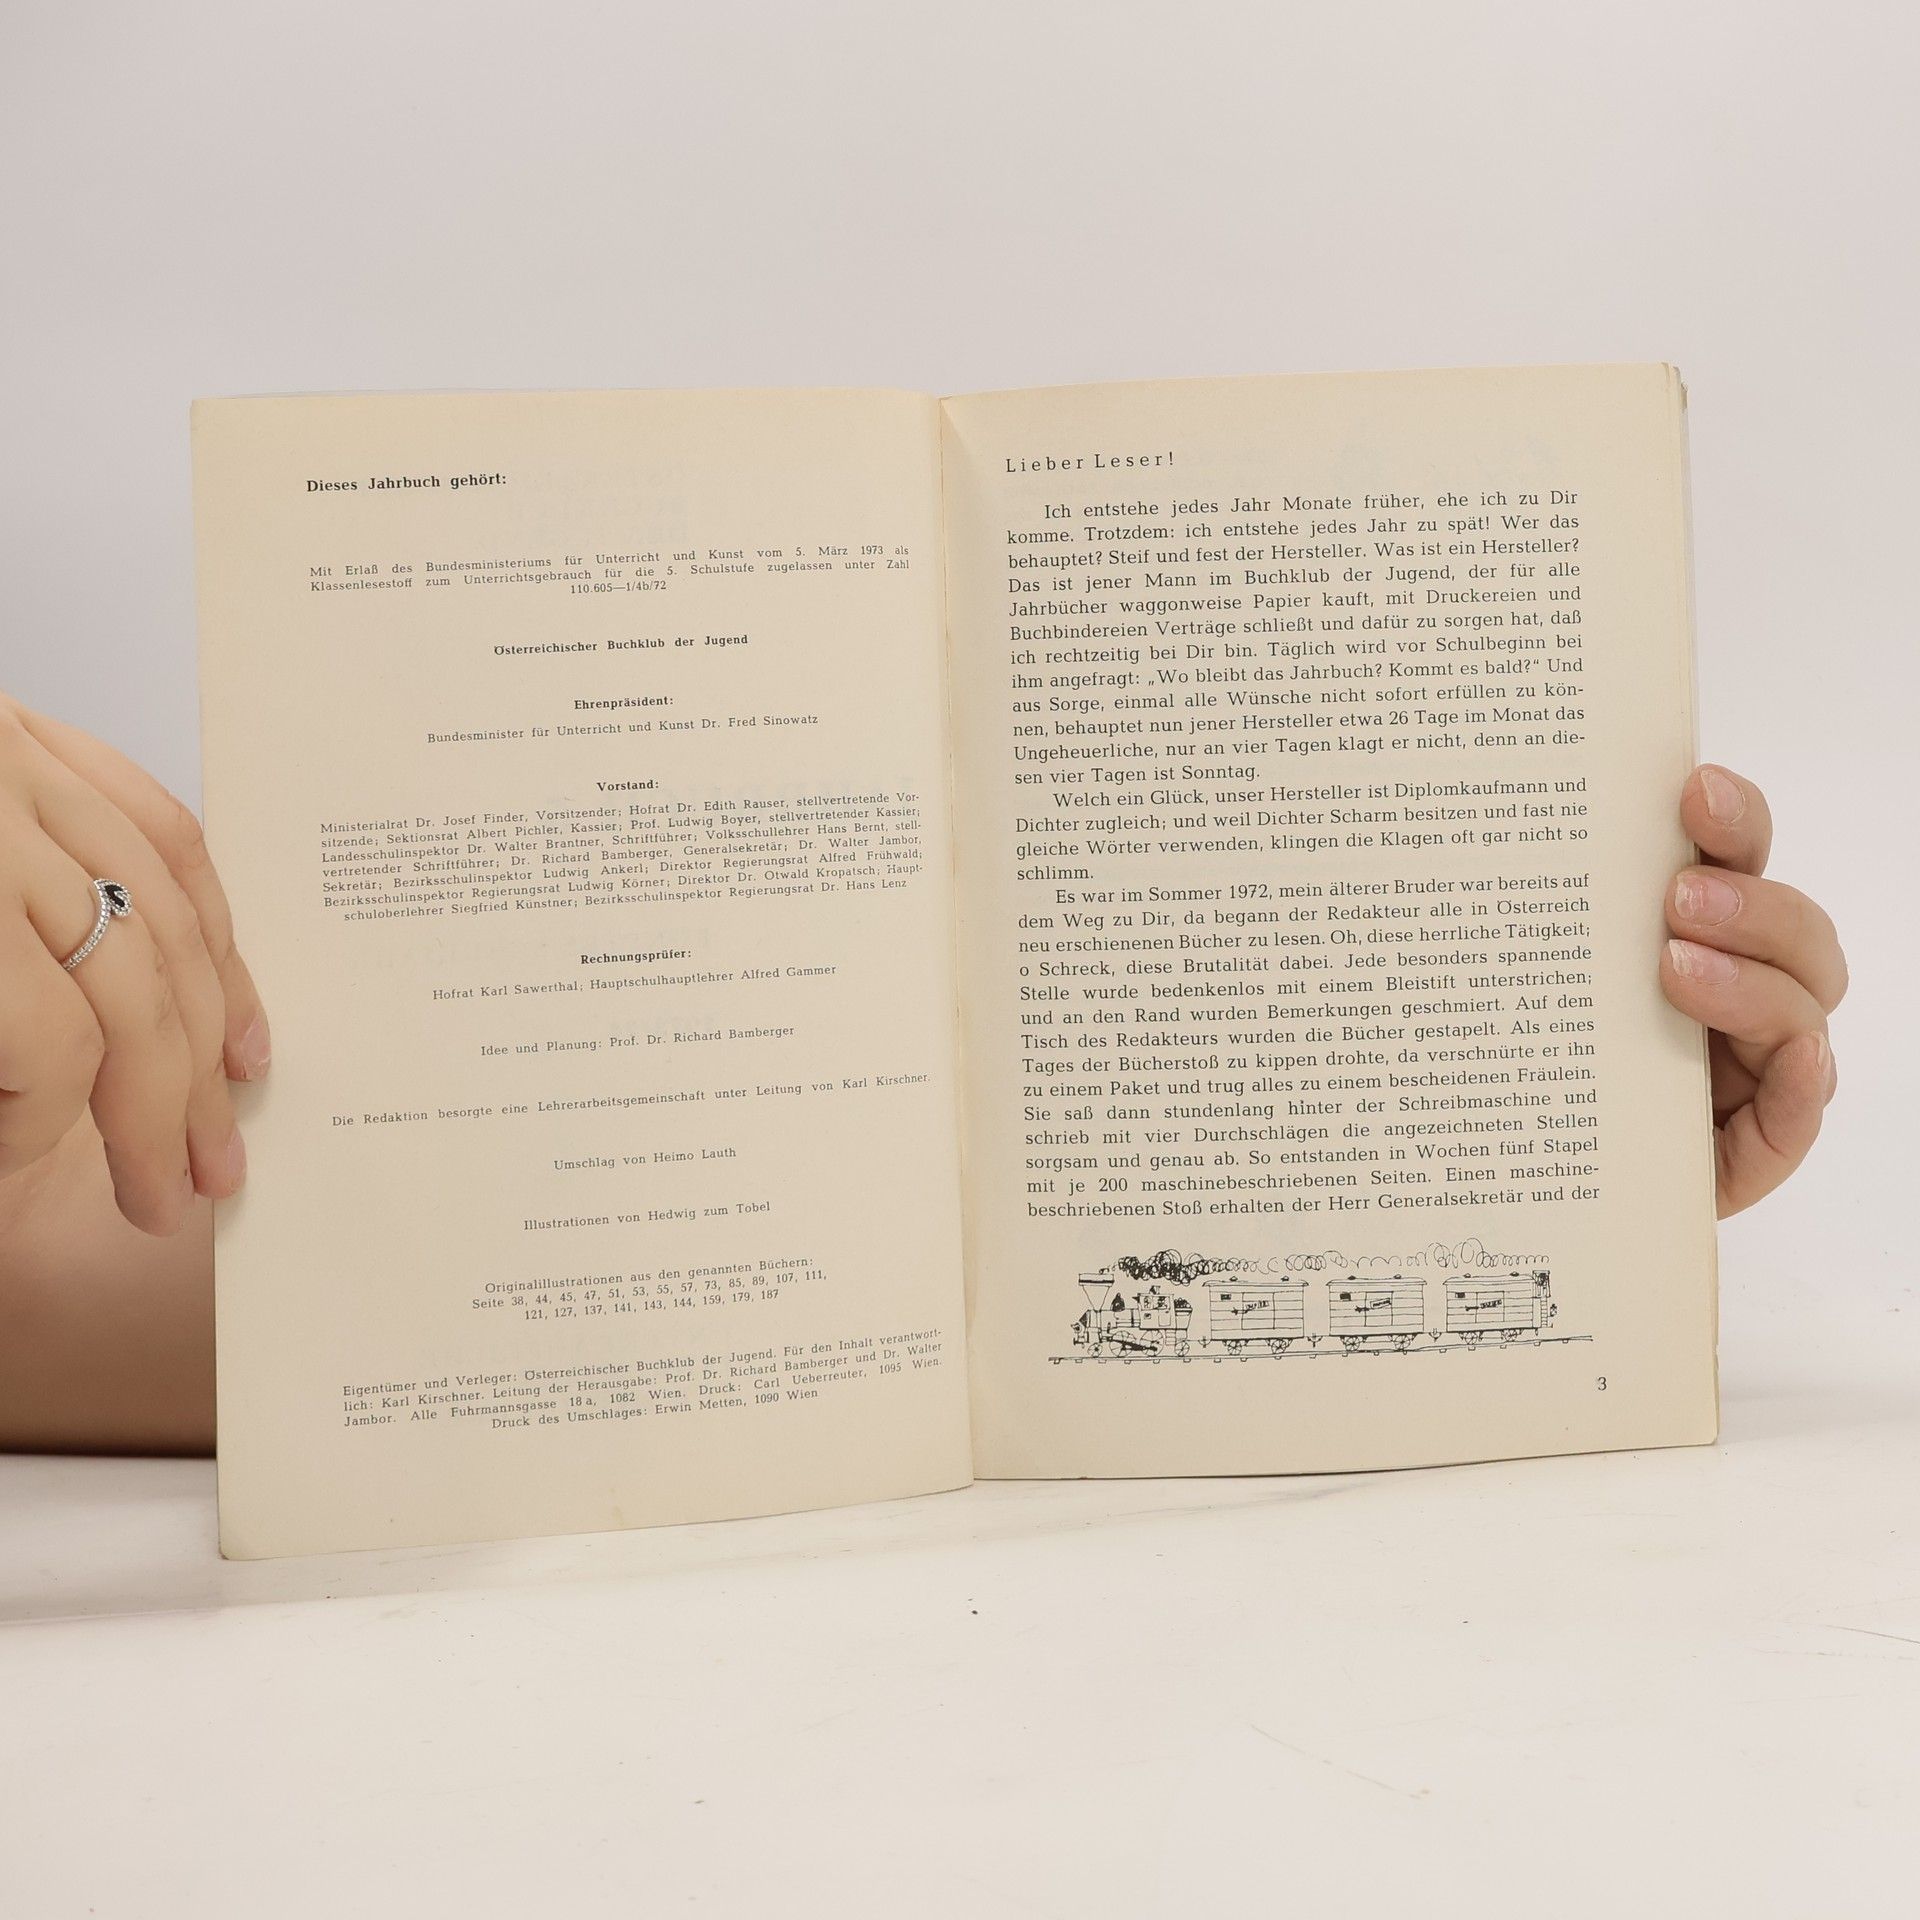 Dieses Jahrbuch gehört:
Mit Erlaß des Bundesministeriums für Unterricht und Kunst vom 5. März 1973 als
Klassenlesestoff zum Unterrichtsgebrauch für die 5. Schulstufe zugelassen unter Zahl
110.605—1/4b/72
Österreichischer Buchklub der Jugend
Ehrenpräsident:
Bundesminister für Unterricht und Kunst Dr. Fred Sinowatz
Vorstand:
Ministerialrat Dr. Josef Finder, Vorsitzender; Hofrat Dr. Edith Rauser, stellvertretende Vor-
sitzende; Sektionsrat Albert Pichler, Kassier; Prof. Ludwig Boyer, stellvertretender Kassier;
Landesschulinspektor Dr. Walter Brantner, Schriftführer; Volksschullehrer Hans Bernt, stell-
vertretender Schriftführer; Dr. Richard Bamberger, Generalsekretär; Dr. Walter Jambor,
Sekretär; Bezirksschulinspektor Ludwig Ankerl; Direktor Regierungsrat Alfred Frühwald;
Bezirksschulinspektor Regierungsrat Ludwig Körner; Direktor Dr. Otwald Kropatsch; Haupt-
schuloberlehrer Siegfried Künstner; Bezirksschulinspektor Regierungsrat Dr. Hans Lenz
Rechnungsprüfer:
Hofrat Karl Sawerthal; Hauptschulhauptlehrer Alfred Gammer
Idee und Planung: Prof. Dr. Richard Bamberger
Die Redaktion besorgte eine Lehrerarbeitsgemeinschaft unter Leitung von Karl Kirschner.
Umschlag von Heimo Lauth
Illustrationen von Hedwig zum Tobel
Originalillustrationen aus den genannten Büchern:
Seite 38, 44, 45, 47, 51, 53, 55, 57, 73, 85, 89, 107, 111,
121, 127, 137, 141, 143, 144, 159, 179, 187
Eigentümer und Verleger: Österreichischer Buchklub der Jugend. Für den Inhalt verantwort-
lich: Karl Kirschner. Leitung der Herausgabe: Prof. Dr. Richard Bamberger und Dr. Walter
Jambor. Alle Fuhrmannsgasse 18 a, 1082 Wien. Druck: Carl Ueberreuter, 1095 Wien.
Druck des Umschlages: Erwin Metten, 1090 Wien
Lieber Leser!
Ich entstehe jedes Jahr Monate früher, ehe ich zu Dir
komme. Trotzdem: ich entstehe jedes Jahr zu spät! Wer das
behauptet? Steif und fest der Hersteller. Was ist ein Hersteller?
Das ist jener Mann im Buchklub der Jugend, der für alle
Jahrbücher waggonweise Papier kauft, mit Druckereien und
Buchbindereien Verträge schließt und dafür zu sorgen hat, daß
ich rechtzeitig bei Dir bin. Täglich wird vor Schulbeginn bei
ihm angefragt: „Wo bleibt das Jahrbuch? Kommt es bald?“ Und
aus Sorge, einmal alle Wünsche nicht sofort erfüllen zu kön-
nen, behauptet nun jener Hersteller etwa 26 Tage im Monat das
Ungeheuerliche, nur an vier Tagen klagt er nicht, denn an die-
sen vier Tagen ist Sonntag.
Welch ein Glück, unser Hersteller ist Diplomkaufmann und
Dichter zugleich; und weil Dichter Scharm besitzen und fast nie
gleiche Wörter verwenden, klingen die Klagen oft gar nicht so
schlimm.
Es war im Sommer 1972, mein älterer Bruder war bereits auf
dem Weg zu Dir, da begann der Redakteur alle in Österreich
neu erschienenen Bücher zu lesen. Oh, diese herrliche Tätigkeit;
o Schreck, diese Brutalität dabei. Jede besonders spannende
Stelle wurde bedenkenlos mit einem Bleistift unterstrichen;
und an den Rand wurden Bemerkungen geschmiert. Auf dem
Tisch des Redakteurs wurden die Bücher gestapelt. Als eines
Tages der Bücherstoß zu kippen drohte, da verschnürte er ihn
zu einem Paket und trug alles zu einem bescheidenen Fräulein.
Sie saß dann stundenlang hinter der Schreibmaschine und
schrieb mit vier Durchschlägen die angezeichneten Stellen
sorgsam und genau ab. So entstanden in Wochen fünf Stapel
mit je 200 maschinebeschriebenen Seiten. Einen maschine-
beschriebenen Stoß erhalten der Herr Generalsekretär und der
3